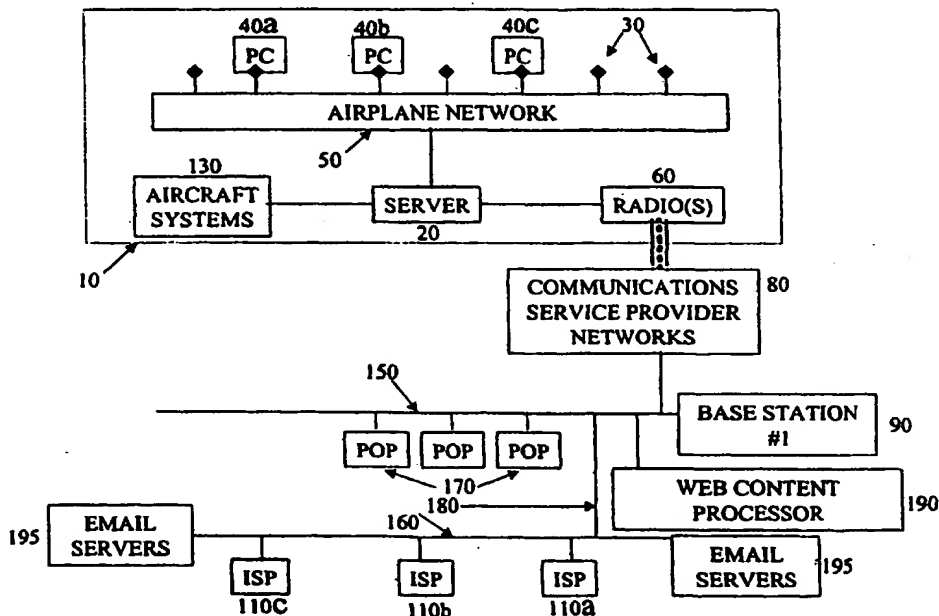 40a 40b 40c 30
PC PC PC
AIRPLANE NETWORK
50
130 60
AIRCRAFT
SYSTEMS
SERVER
RADIO(S)
20
10
COMMUNICATIONS
SERVICE PROVIDER
NETWORKS
80
150
BASE STATION
#1
90
POP POP POP
170
180
WEB CONTENT
PROCESSOR
190
160
195
EMAIL
SERVERS
EMAIL
SERVERS
195
ISP ISP ISP
110c 110b 110a